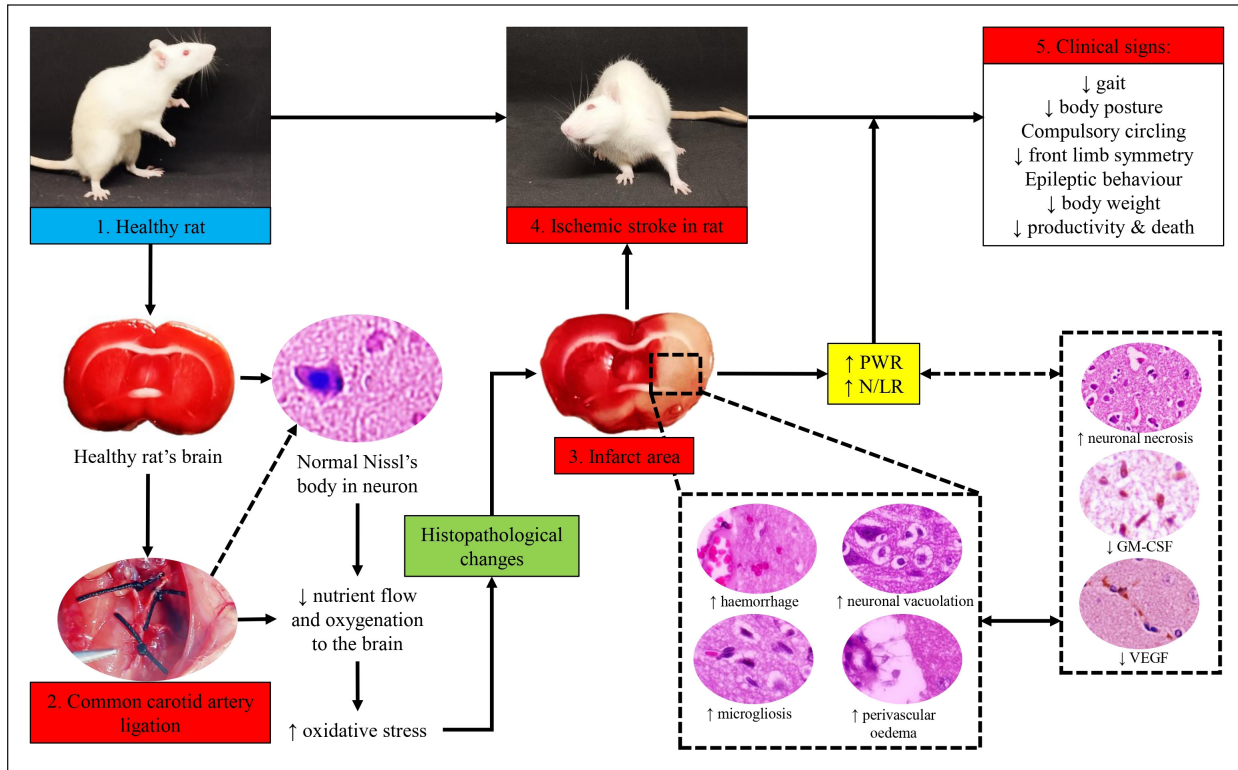 1. Healthy rat
4. Ischemic stroke in rat
5. Clinical signs:
↓ gait
↓ body posture
Compulsory circling
↓ front limb symmetry
Epileptic behaviour
↓ body weight
↓ productivity & death
Healthy rat's brain
Normal Nissl's
body in neuron
3. Infarct area
↑ PWR
↑ N/LR
↑ neuronal necrosis
↓ GM-CSF
↓ VEGF
Histopathological
changes
2. Common carotid artery
ligation
↓ nutrient flow
and oxygenation
to the brain
↑ oxidative stress
↑ haemorrhage
↑ neuronal vacuolation
↑ microgliosis
↑ perivascular
oedema